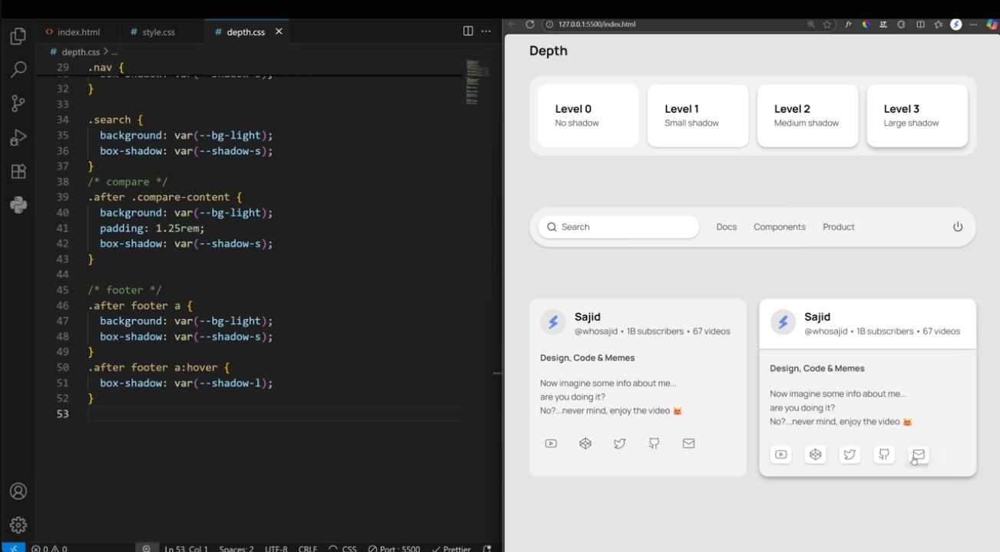 index.html
style.css
depth.css
depth.css > ...
29 .nav {
32 }
33
34 .search {
35 background: var(--bg-light);
36 box-shadow: var(--shadow-s);
37 }
38 /* compare */
39 .after .compare-content {
40 background: var(--bg-light);
41 padding: 1.25rem;
42 box-shadow: var(--shadow-s);
43 }
44
45 /* footer */
46 .after footer a {
47 background: var(--bg-light);
48 box-shadow: var(--shadow-s);
49 }
50 .after footer a:hover {
51 box-shadow: var(--shadow-l);
52 }
53
0 0
Ln 53, Col 1
Spaces: 2
UTF-8
CRLF
CSS
Port : 5500
Prettier
127.0.0.1:5500/index.html
Depth
Level 0
No shadow
Level 1
Small shadow
Level 2
Medium shadow
Level 3
Large shadow
Search
Docs
Components
Product
Sajid
@whosajid • 1B subscribers • 67 videos
Design, Code & Memes
Now imagine some info about me...
are you doing it?
No?...never mind, enjoy the video
Sajid
@whosajid • 1B subscribers • 67 videos
Design, Code & Memes
Now imagine some info about me...
are you doing it?
No?...never mind, enjoy the video